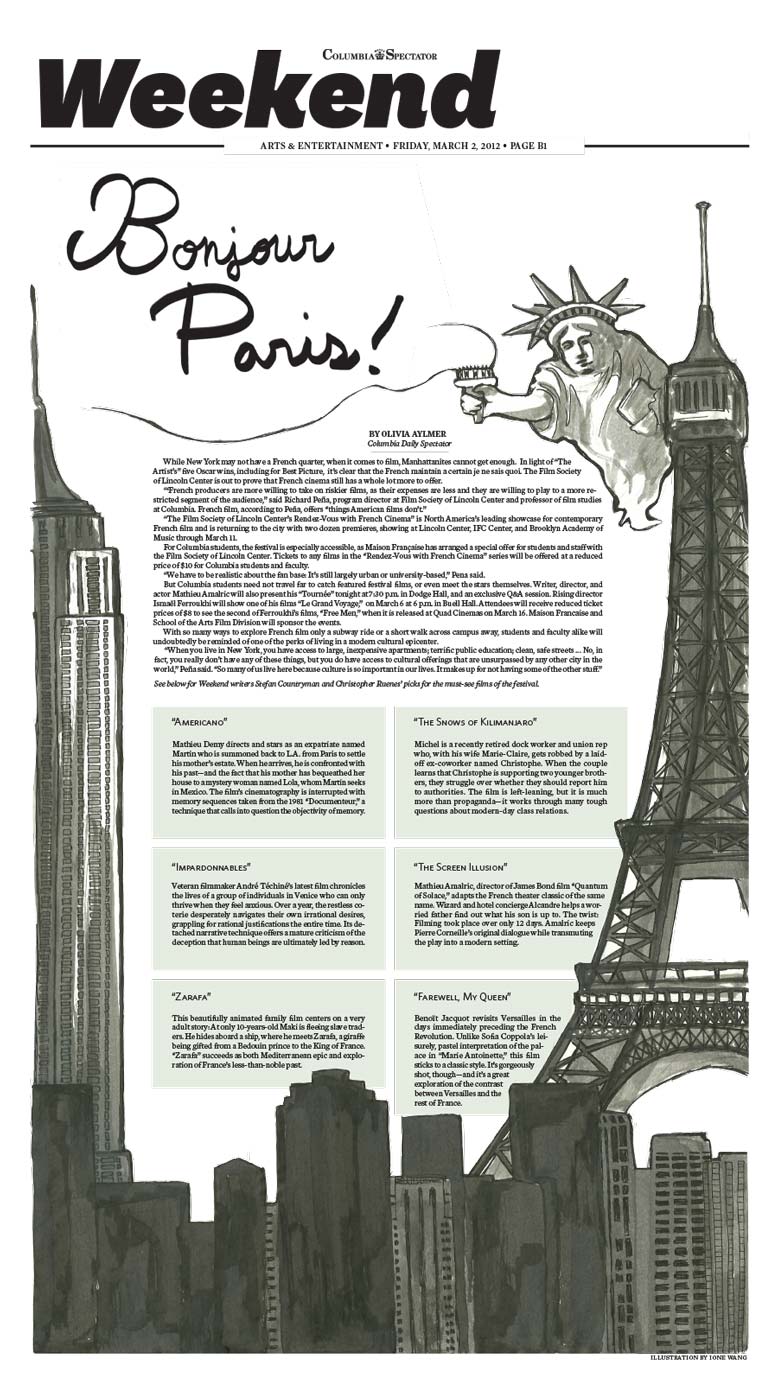 COLUMBIA SPECTATOR
Weekend
ARTS & ENTERTAINMENT • FRIDAY, MARCH 2, 2012 • PAGE B1
Bonjour
Paris!
BY OLIVIA AYLMER
Columbia Daily Spectator
While New York may not have a French quarter, when it comes to film, Manhattanites cannot get enough. In light of “The
Artist’s” five Oscar wins, including for Best Picture, it’s clear that the French maintain a certain je ne sais quoi. The Film Society
of Lincoln Center is out to prove that French cinema still has a whole lot more to offer.
“French producers are more willing to take on riskier films, as their expenses are less and they are willing to play to a more re-
stricted segment of the audience,” said Richard Peña, program director at Film Society of Lincoln Center and professor of film studies
at Columbia. French film, according to Peña, offers “things American films don’t.”
“The Film Society of Lincoln Center’s Rendez-Vous with French Cinema” is North America’s leading showcase for contemporary
French film and is returning to the city with two dozen premieres, showing at Lincoln Center, IFC Center, and Brooklyn Academy of
Music through March 11.
For Columbia students, the festival is especially accessible, as Maison Française has arranged a special offer for students and staff with
the Film Society of Lincoln Center. Tickets to any films in the “Rendez-Vous with French Cinema” series will be offered at a reduced
price of $10 for Columbia students and faculty.
“We have to be realistic about the fan base: It’s still largely urban or university-based,” Pena said.
But Columbia students need not travel far to catch featured festival films, or even meet the stars themselves. Writer, director, and
actor Mathieu Amalric will also present his “Tournée” tonight at 7:30 p.m. in Dodge Hall, and an exclusive Q&A session. Rising director
Ismaël Ferroukhi will show one of his films “Le Grand Voyage,” on March 6 at 6 p.m. in Buell Hall. Attendees will receive reduced ticket
prices of $8 to see the second of Ferroukhi’s films, “Free Men,” when it is released at Quad Cinemas on March 16. Maison Francaise and
School of the Arts Film Division will sponsor the events.
With so many ways to explore French film only a subway ride or a short walk across campus away, students and faculty alike will
undoubtedly be reminded of one of the perks of living in a modern cultural epicenter.
“When you live in New York, you have access to large, inexpensive apartments; terrific public education; clean, safe streets ... No, in
fact, you really don’t have any of these things, but you do have access to cultural offerings that are unsurpassed by any other city in the
world,” Peña said. “So many of us live here because culture is so important in our lives. It makes up for not having some of the other stuff.”
See below for Weekend writers Stefan Countryman and Christopher Ruenes’ picks for the must-see films of the festival.
“AMERICANO”
Mathieu Demy directs and stars as an expatriate named
Martin who is summoned back to L.A. from Paris to settle
his mother’s estate. When he arrives, he is confronted with
his past—and the fact that his mother has bequeathed her
house to a mystery woman named Lola, whom Martin seeks
in Mexico. The film’s cinematography is interrupted with
memory sequences taken from the 1981 “Documenteur,” a
technique that calls into question the objectivity of memory.
“THE SNOWS OF KILIMANJARO”
Michel is a recently retired dock worker and union rep
who, with his wife Marie-Claire, gets robbed by a laid-
off ex-coworker named Christophe. When the couple
learns that Christophe is supporting two younger broth-
ers, they struggle over whether they should report him
to authorities. The film is left-leaning, but it is much
more than propaganda—it works through many tough
questions about modern-day class relations.
“IMPARDONNABLES”
Veteran filmmaker André Téchiné’s latest film chronicles
the lives of a group of individuals in Venice who can only
thrive when they feel anxious. Over a year, the restless co-
terie desperately navigates their own irrational desires,
grappling for rational justifications the entire time. Its de-
tached narrative technique offers a mature criticism of the
deception that human beings are ultimately led by reason.
“THE SCREEN ILLUSION”
Mathieu Amalric, director of James Bond film “Quantum
of Solace,” adapts the French theater classic of the same
name. Wizard and hotel concierge Alcandre helps a wor-
ried father find out what his son is up to. The twist:
Filming took place over only 12 days. Amalric keeps
Pierre Corneille’s original dialogue while transmuting
the play into a modern setting.
“ZARAFA”
This beautifully animated family film centers on a very
adult story: At only 10-years-old Maki is fleeing slave trad-
ers. He hides aboard a ship, where he meets Zarafa, a giraffe
being gifted from a Bedouin prince to the King of France.
“Zarafa” succeeds as both Mediterranean epic and explo-
ration of France’s less-than-noble past.
“FAREWELL, MY QUEEN”
Benoît Jacquot revisits Versailles in the
days immediately preceding the French
Revolution. Unlike Sofia Coppola’s lei-
surely, pastel interpretation of the pal-
ace in “Marie Antoinette,” this film
sticks to a classic style. It’s gorgeously
shot, though—and it’s a great
exploration of the contrast
between Versailles and the
rest of France.
ILLUSTRATION BY IONE WANG